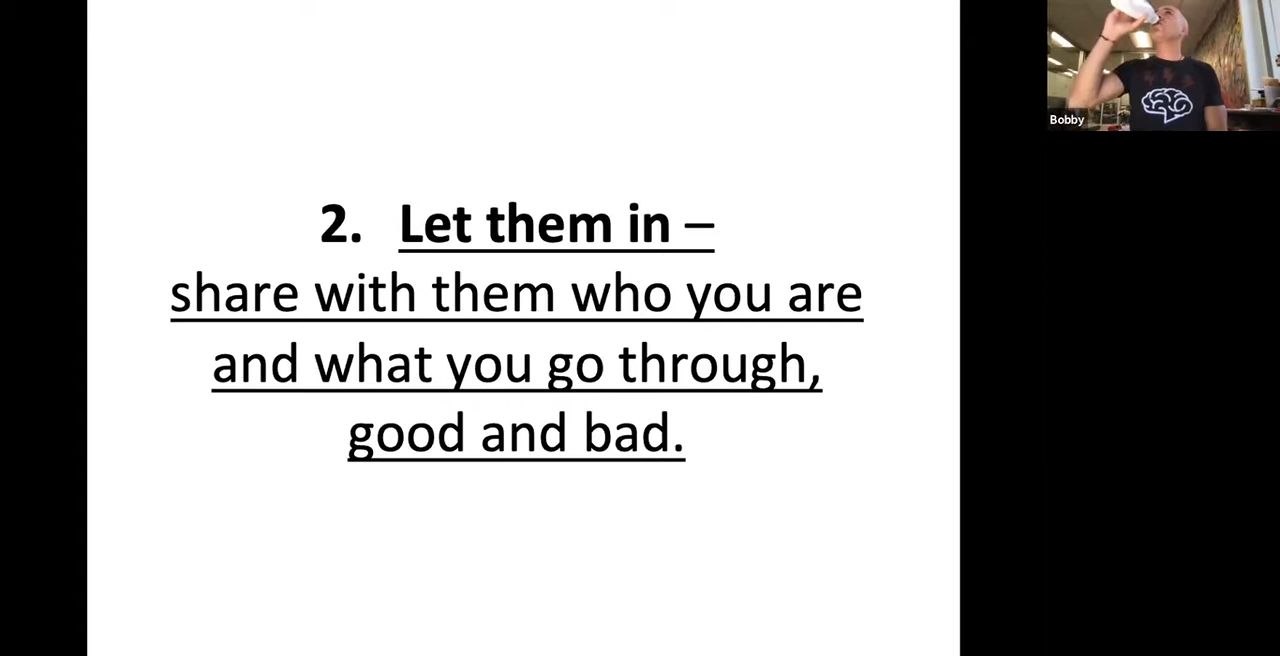 2. Let them in –
share with them who you are
and what you go through,
good and bad.
Bobby